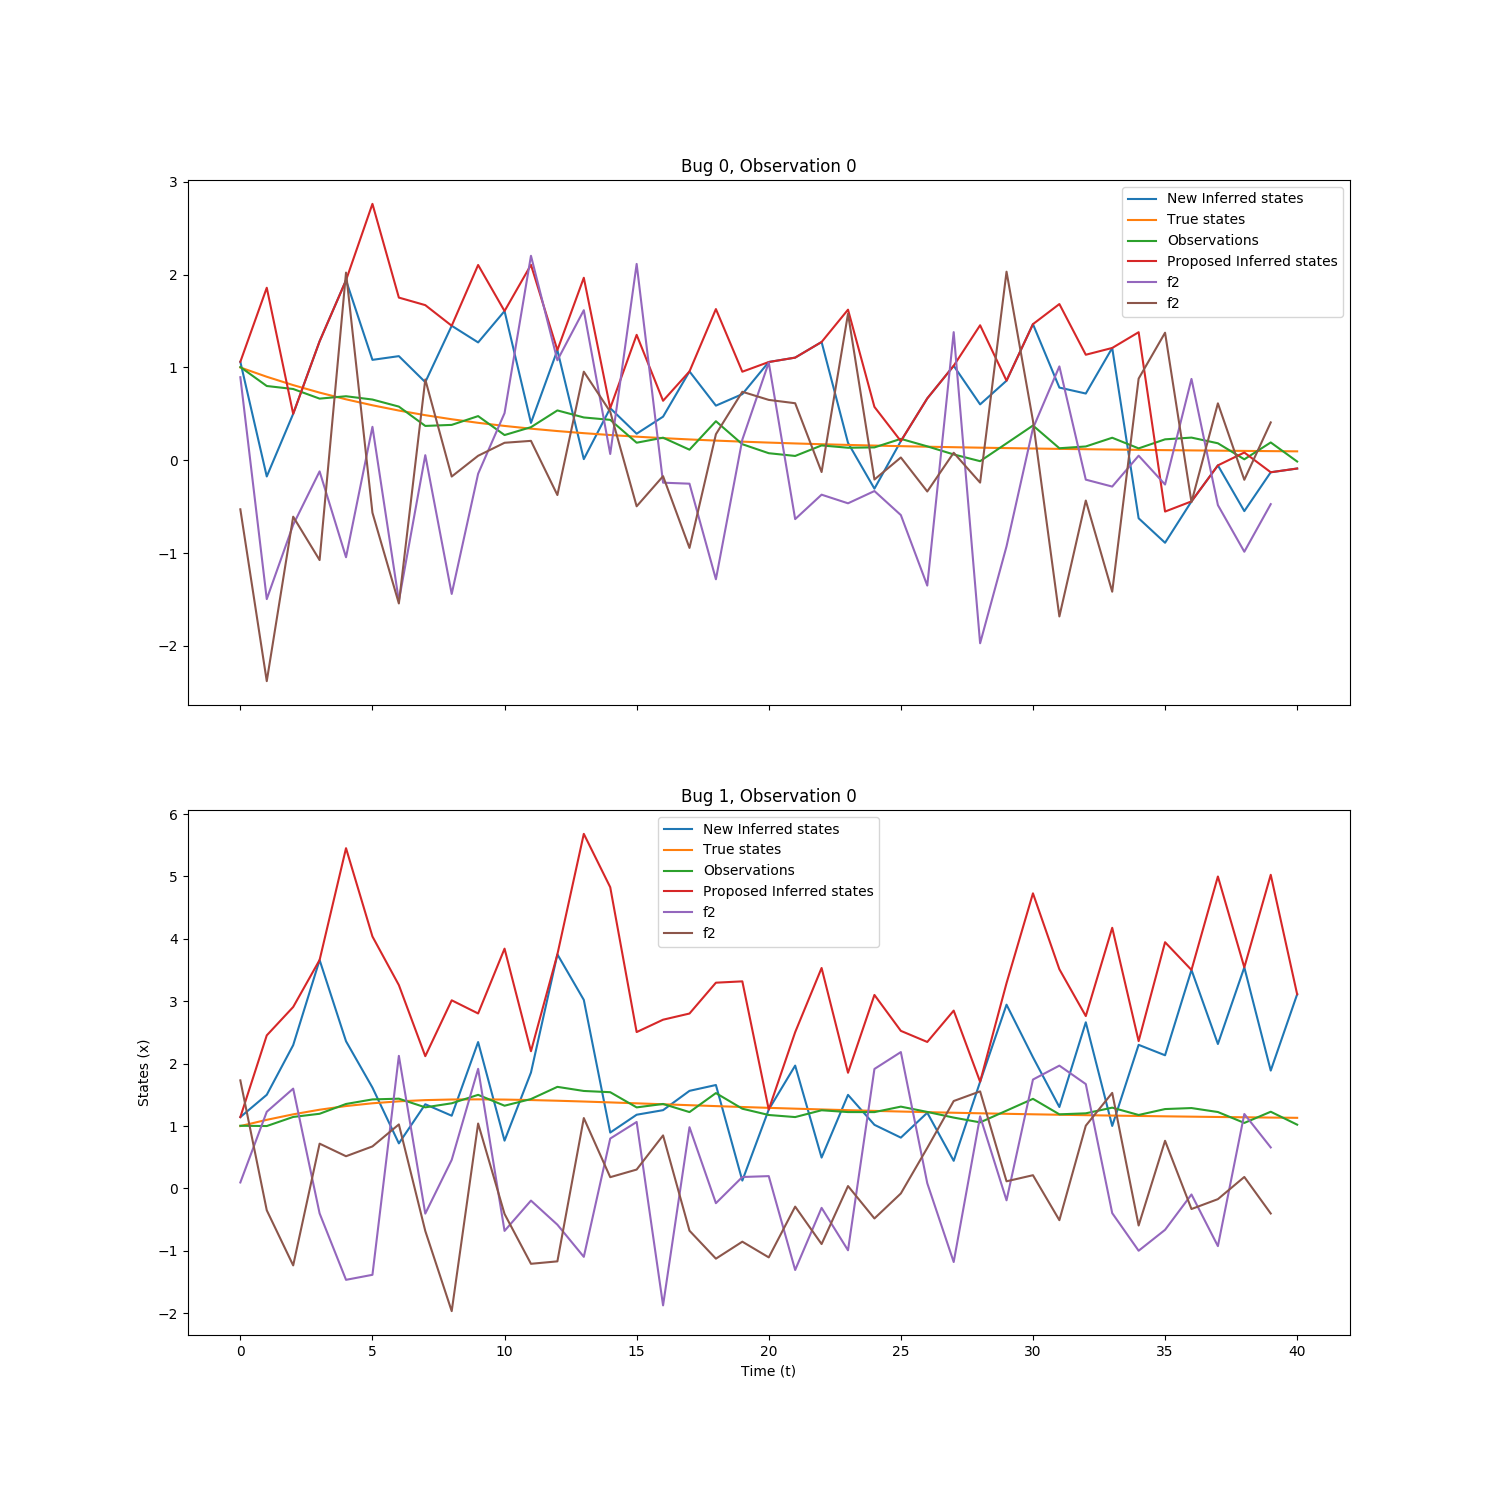 Bug 0, Observation 0
3
2
1
0
−1
−2
New Inferred states
True states
Observations
Proposed Inferred states
f2
f2
Bug 1, Observation 0
6
5
4
3
2
1
0
−1
−2
States (x)
New Inferred states
True states
Observations
Proposed Inferred states
f2
f2
0 5 10 15 20 25 30 35 40
Time (t)